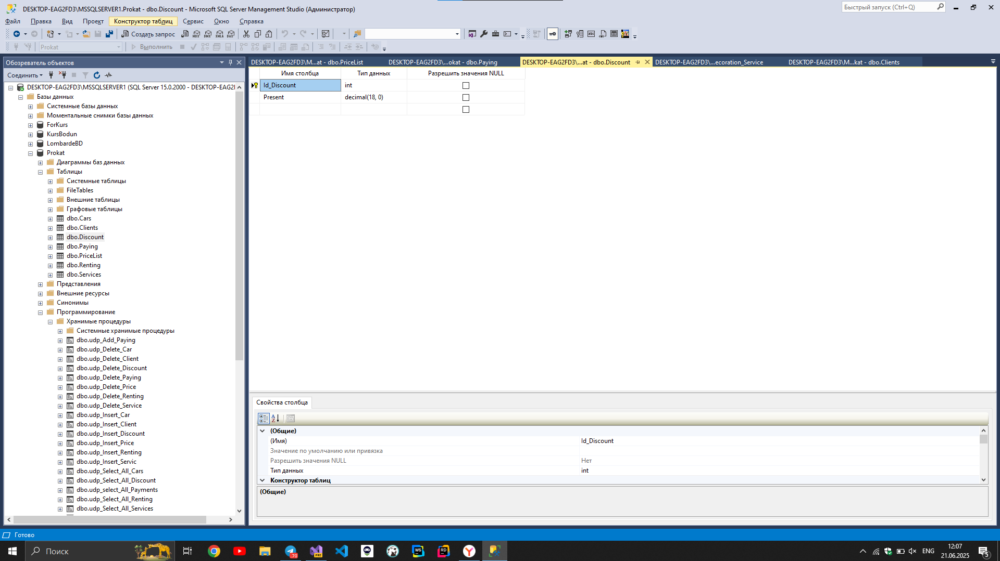 DESKTOP-EAG2FD3\MSSQLSERVER1.Prokat - dbo.Discount - Microsoft SQL Server Management Studio (Администратор)
Быстрый запуск (Ctrl+Q)
Файл Правка Вид Проект Конструктор таблиц Сервис Окно Справка
Создать запрос
MDX DMX XMLA DAX
Prokat
Выполнить
Обозреватель объектов
Соединить
DESKTOP-EAG2FD3\MSSQLSERVER1 (SQL Server 15.0.2000 - DESKTOP-EAG2
Базы данных
Системные базы данных
Моментальные снимки базы данных
ForKurs
KursBodun
LombardeBD
Prokat
Диаграммы баз данных
Таблицы
Системные таблицы
FileTables
Внешние таблицы
Графовые таблицы
dbo.Cars
dbo.Clients
dbo.Discount
dbo.Paying
dbo.PriceList
dbo.Renting
dbo.Services
Представления
Внешние ресурсы
Синонимы
Программирование
Хранимые процедуры
Системные хранимые процедуры
dbo.udp_Add_Paying
dbo.udp_Delete_Car
dbo.udp_Delete_Client
dbo.udp_Delete_Discount
dbo.udp_Delete_Paying
dbo.udp_Delete_Price
dbo.udp_Delete_Renting
dbo.udp_Delete_Service
dbo.udp_Insert_Car
dbo.udp_Insert_Client
dbo.udp_Insert_Discount
dbo.udp_Insert_Price
dbo.udp_Insert_Renting
dbo.udp_Insert_Servic
dbo.udp_Select_All_Cars
dbo.udp_Select_All_Discount
dbo.udp_select_All_Payments
dbo.udp_Select_All_Renting
dbo.udp_Select_All_Services
DESKTOP-EAG2FD3\M...at - dbo.PriceList
DESKTOP-EAG2FD3\...okat - dbo.Paying
DESKTOP-EAG2FD3\...at - dbo.Discount
DESKTOP-EAG2FD3\...ecoration_Service
DESKTOP-EAG2FD3\M...kat - dbo.Clients
Имя столбца Тип данных Разрешить значения NULL
Id_Discount int
Present decimal(18, 0)
Свойства столбца
(Общие)
(Имя) Id_Discount
Значение по умолчанию или привязка
Разрешить значения NULL Нет
Тип данных int
Конструктор таблиц
(Общие)
Готово
Поиск
70
PRE
WS
RD
ENG
12:07
21.06.2025
5